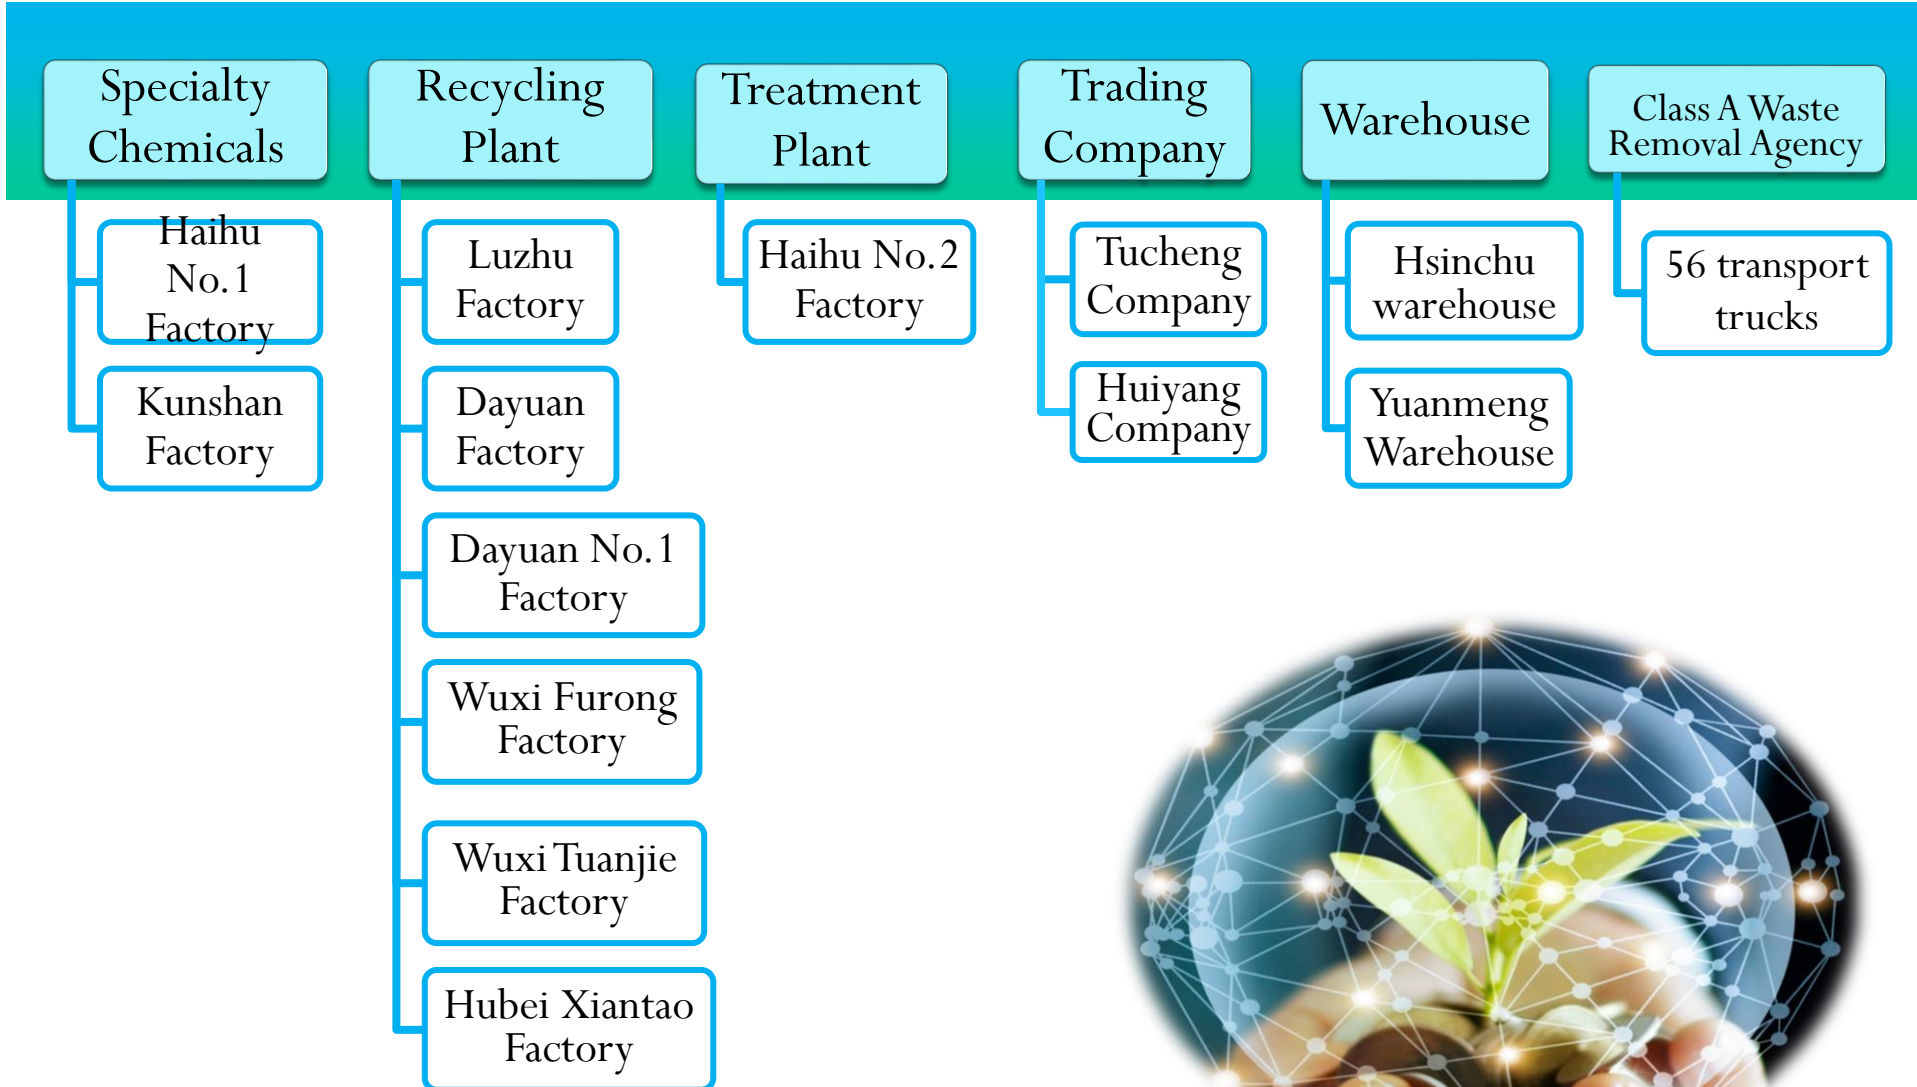 Specialty
Chemicals
Haihu
No.1
Factory
Kunshan
Factory
Recycling
Plant
Luzhu
Factory
Dayuan
Factory
Dayuan No.1
Factory
Wuxi Furong
Factory
Wuxi Tuanjie
Factory
Hubei Xiantao
Factory
Treatment
Plant
Haihu No.2
Factory
Trading
Company
Tucheng
Company
Huiyang
Company
Warehouse
Hsinchu
warehouse
Yuanmeng
Warehouse
Class A Waste
Removal Agency
56 transport
trucks